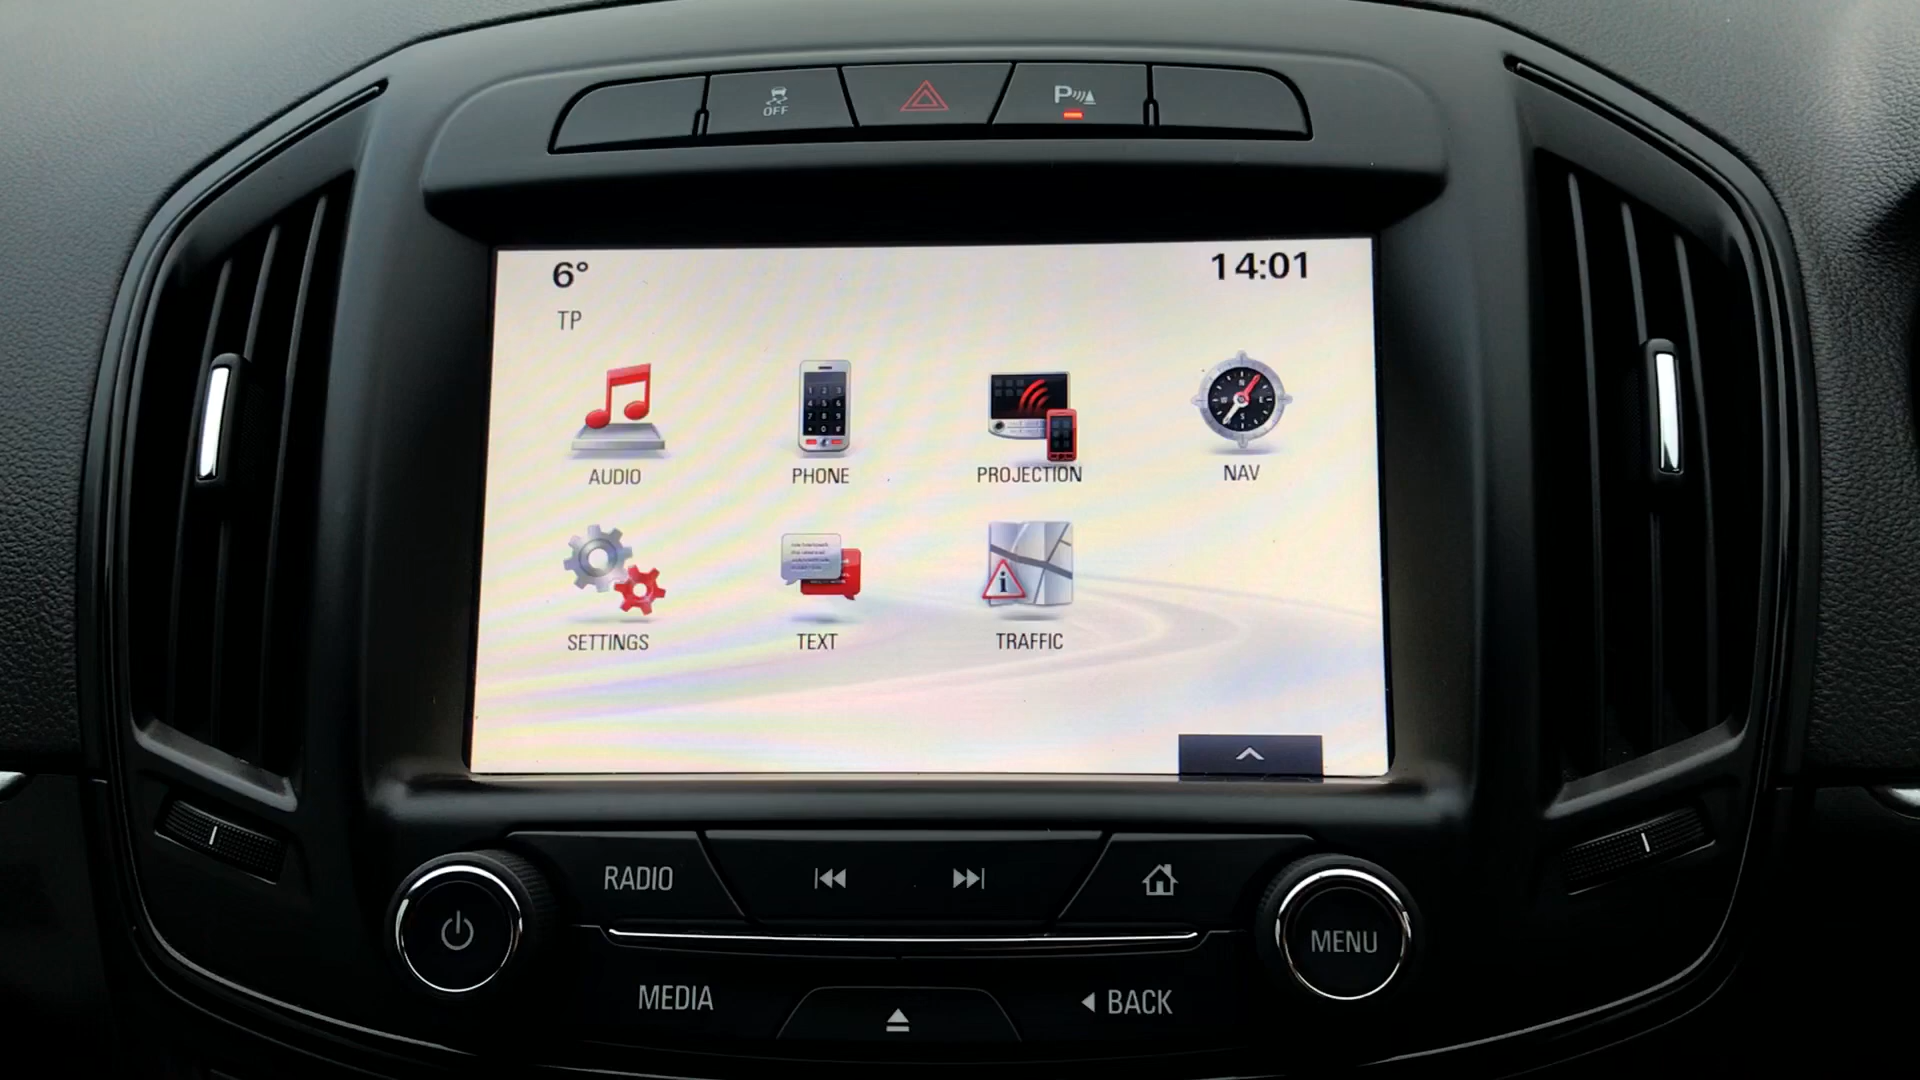 OFF
P
6°
14:01
TP
AUDIO
PHONE
PROJECTION
NAV
SETTINGS
TEXT
TRAFFIC
RADIO
MENU
MEDIA
BACK